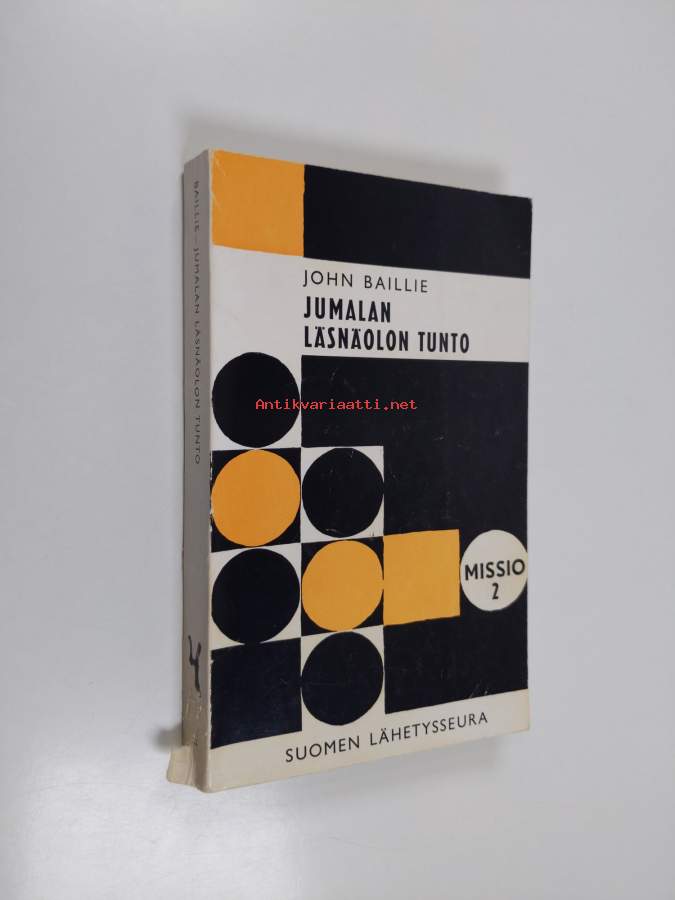 BAILLIE - JUMALAN LÄSNÄOLON TUNTO
JOHN BAILLIE
JUMALAN
LÄSNÄOLON TUNTO
Antikvariaatti.net
MISSIO
2
SUOMEN LÄHETYSSEURA